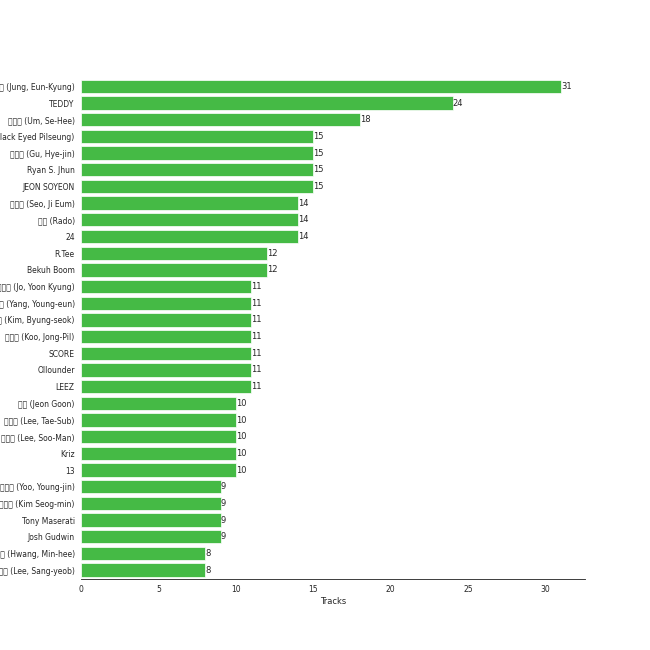 (Jung, Eun-Kyung) 31
TEDDY 24
(Um, Se-Hee) 18
lack Eyed Pilseung) 15
(Gu, Hye-jin) 15
Ryan S. Jhun 15
JEON SOYEON 15
(Seo, Ji Eum) 14
(Rado) 14
24 14
R.Tee 12
Bekuh Boom 12
(Jo, Yoon Kyung) 11
(Yang, Young-eun) 11
(Kim, Byung-seok) 11
(Koo, Jong-Pil) 11
SCORE 11
Ollounder 11
LEEZ 11
(Jeon Goon) 10
(Lee, Tae-Sub) 10
(Lee, Soo-Man) 10
Kriz 10
13 10
(Yoo, Young-jin) 9
(Kim Seog-min) 9
Tony Maserati 9
Josh Gudwin 9
(Hwang, Min-hee) 8
(Lee, Sang-yeob) 8
0 5 10 15 20 25 30
Tracks